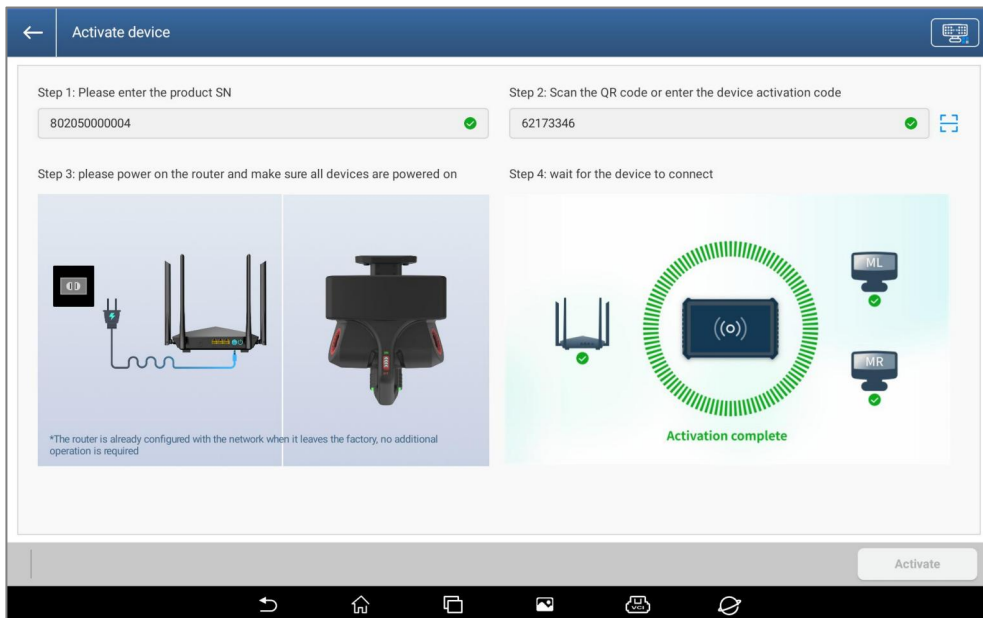 Activate device
Step 1: Please enter the product SN
802050000004
Step 2: Scan the QR code or enter the device activation code
62173346
Step 3: please power on the router and make sure all devices are powered on
*The router is already configured with the network when it leaves the factory, no additional
operation is required
Step 4: wait for the device to connect
ML
MR
Activation complete
Activate
VCI